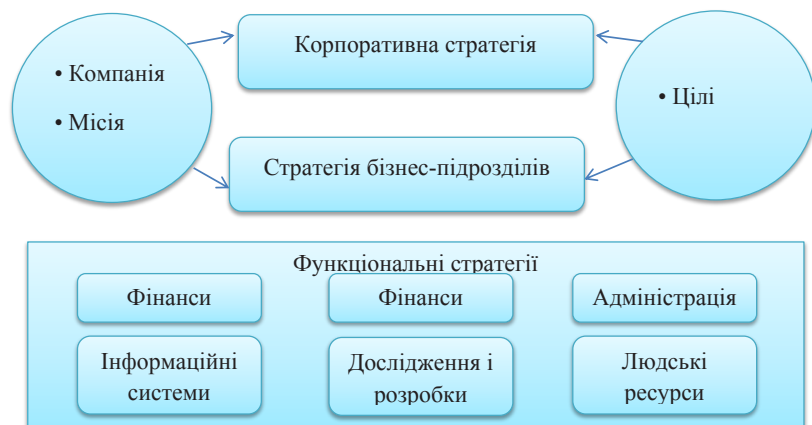 Корпоративна стратегія
• Компанія
• Місія
• Цілі
Стратегія бізнес-підрозділів
Функціональні стратегії
Фінанси
Фінанси
Адміністрація
Інформаційні
системи
Дослідження і
розробки
Людські
ресурси